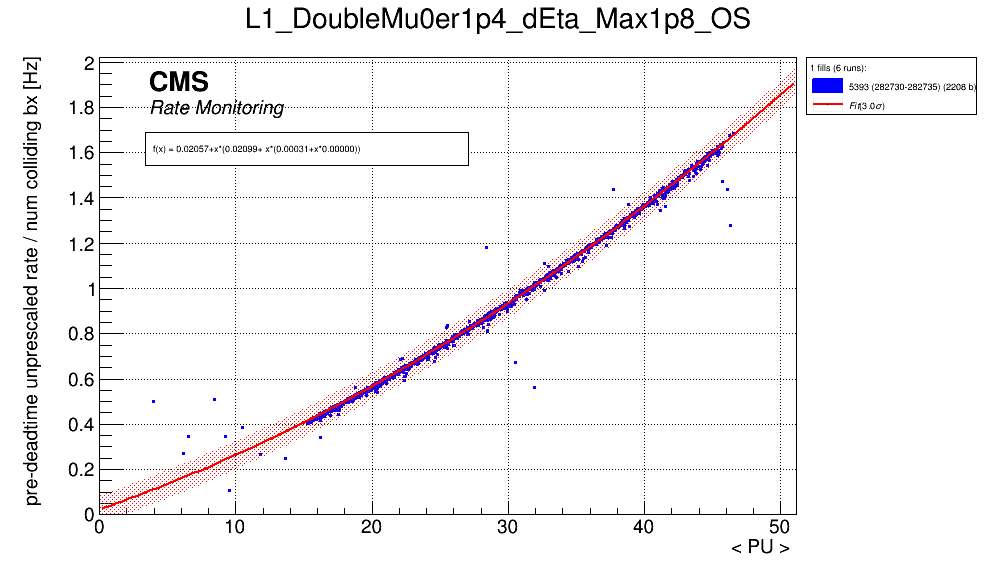 L1_DoubleMu0er1p4_dEta_Max1p8_OS
pre-deadtime unprescaled rate / num colliding bx [Hz]
2
1.8
1.6
1.4
1.2
1
0.8
0.6
0.4
0.2
0
CMS
Rate Monitoring
f(x) = 0.02057+x*(0.02099+ x*(0.00031+x*0.00000))
1 fills (6 runs):
5393 (282730-282735) (2208 b)
Fit(3.0σ)
0 10 20 30 40 50
< PU >